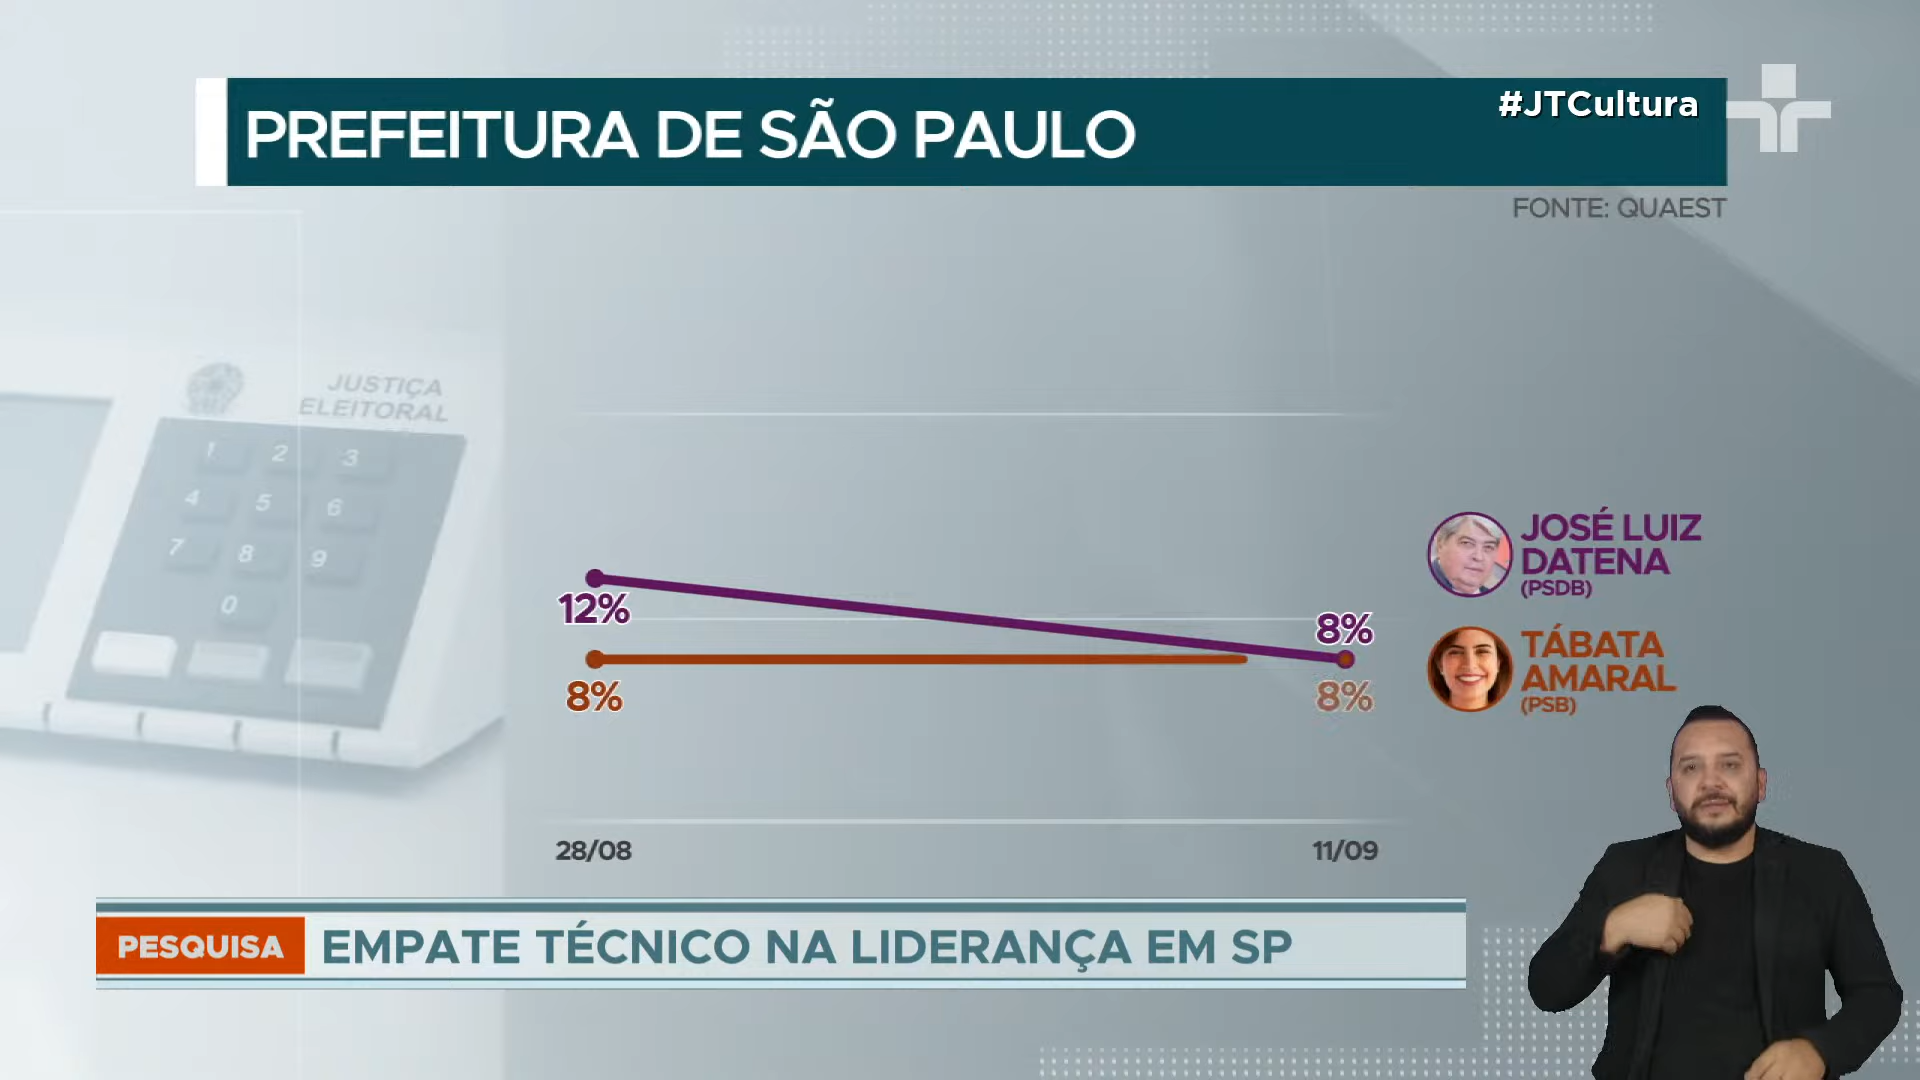 #JTCultura
PREFEITURA DE SÃO PAULO
FONTE: QUAEST
JUSTIÇA
ELEITORAL
1 2 3
4 5 6
7 8 9
0
JOSÉ LUIZ
DATENA
(PSDB)
12%
8%
TÁBATA
AMARAL
(PSB)
8%
8%
28/08
11/09
PESQUISA
EMPATE TÉCNICO NA LIDERANÇA EM SP